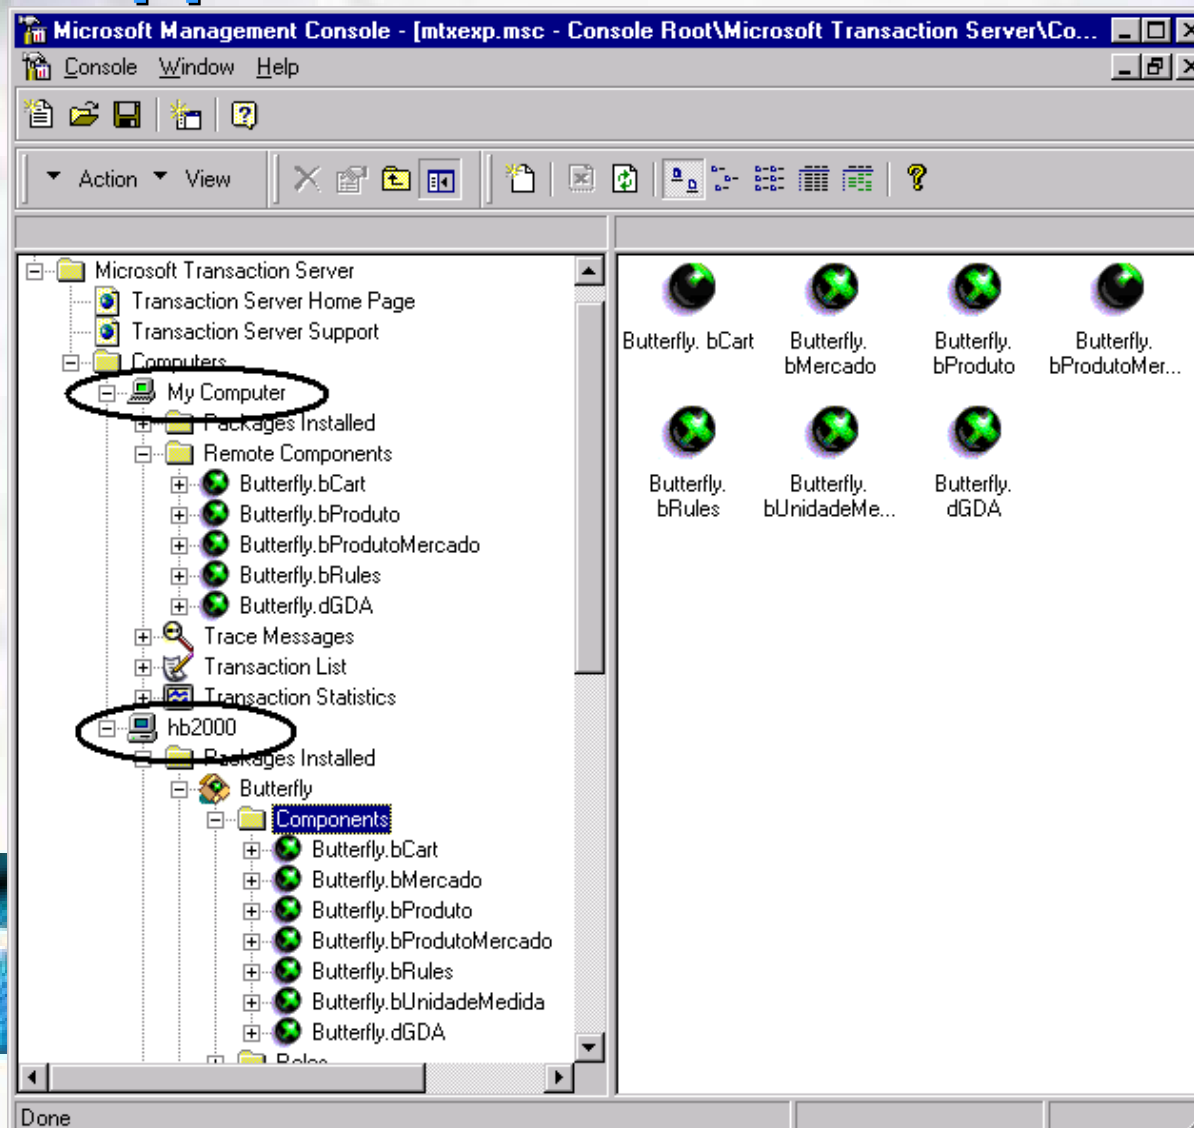 Microsoft Management Console - [mtxexp.msc - Console Root\Microsoft Transaction Server\Co...
Console Window Help
Action View
Microsoft Transaction Server
Transaction Server Home Page
Transaction Server Support
Computers
My Computer
Packages Installed
Remote Components
Butterfly.bCart
Butterfly.bProduto
Butterfly.bProdutoMercado
Butterfly.bRules
Butterfly.dGDA
Trace Messages
Transaction List
Transaction Statistics
hb2000
Packages Installed
Butterfly
Components
Butterfly.bCart
Butterfly.bMercado
Butterfly.bProduto
Butterfly.bProdutoMercado
Butterfly.bRules
Butterfly.bUnidadeMedida
Butterfly.dGDA
Roles
Butterfly. bCart
Butterfly.
bMercado
Butterfly.
bProduto
Butterfly.
bProdutoMer...
Butterfly.
bRules
Butterfly.
bUnidadeMe...
Butterfly.
dGDA
Done